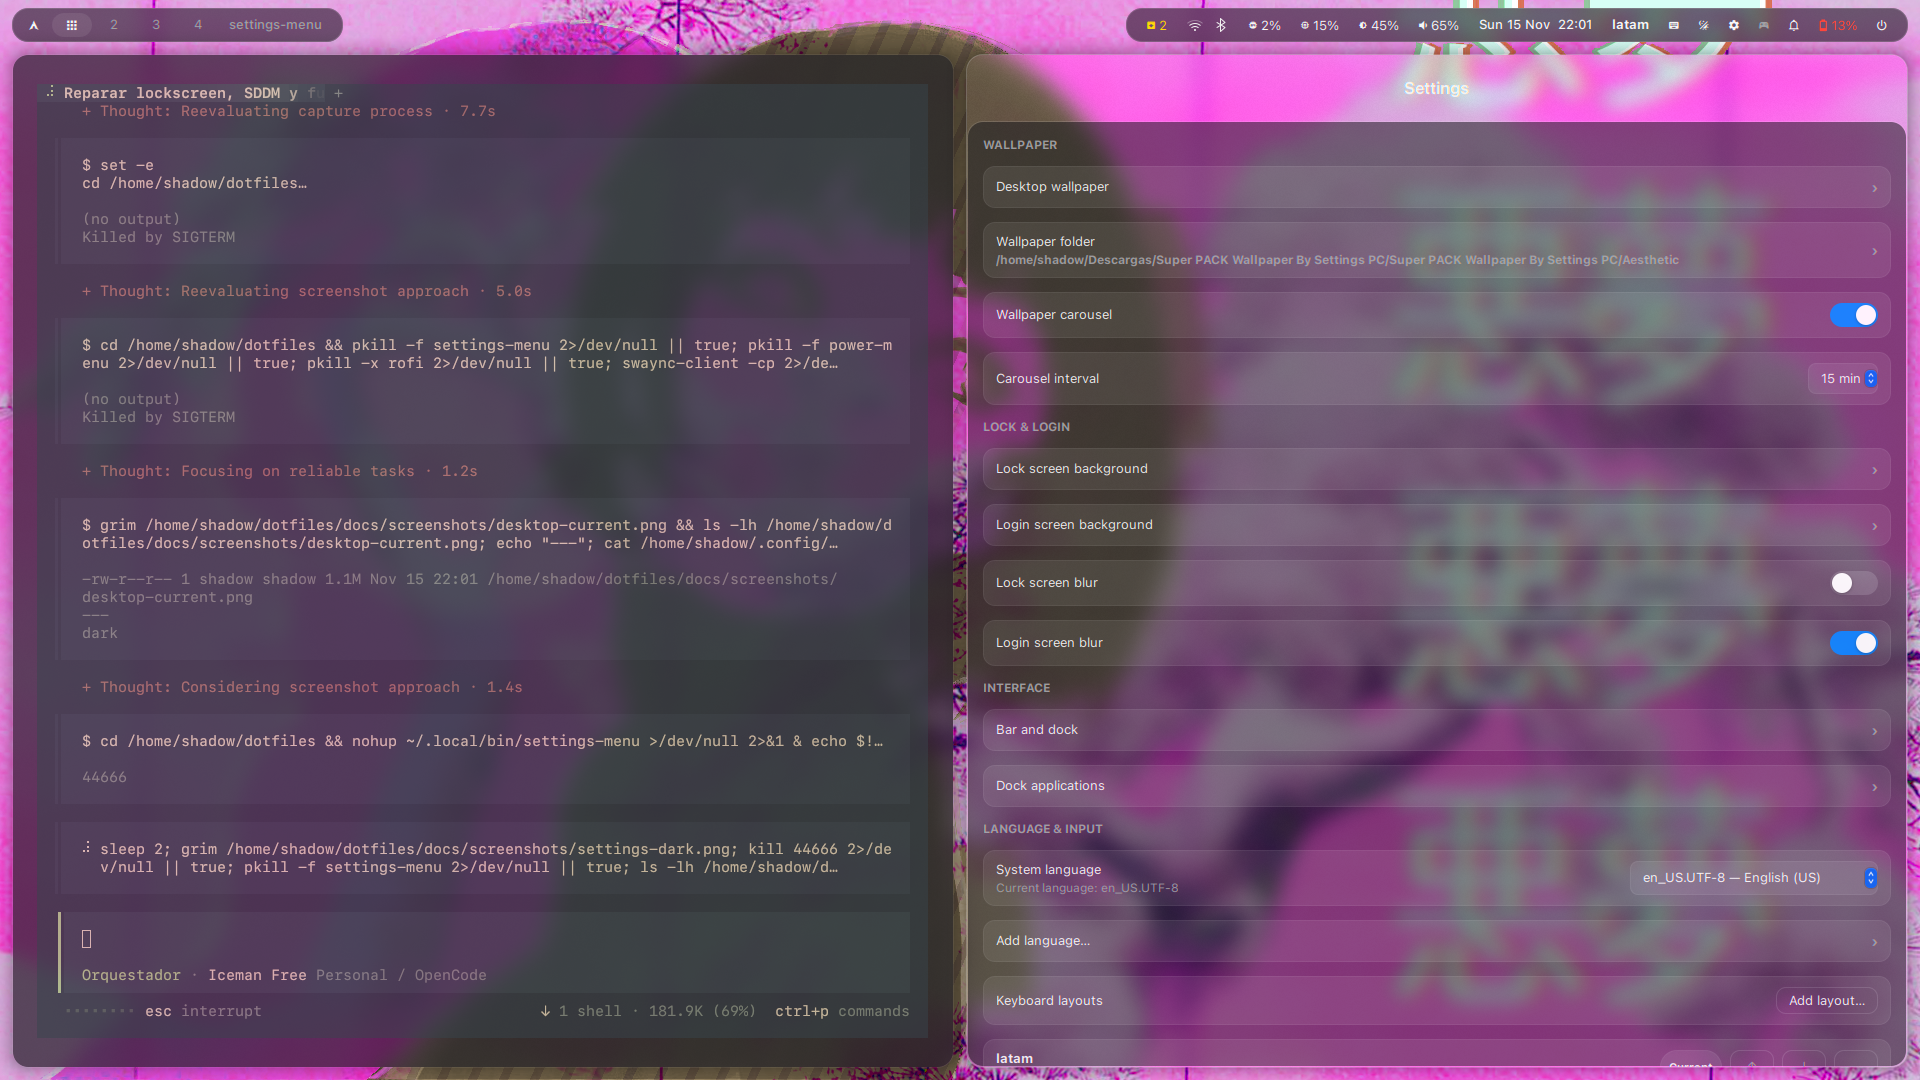 2 3 4 settings-menu
2 2% 15% 45% 65% Sun 15 Nov 22:01 latam 13%
Reparar lockscreen, SDDM y fu +
+ Thought: Reevaluating capture process · 7.7s
$ set -e
cd /home/shadow/dotfiles…
(no output)
Killed by SIGTERM
+ Thought: Reevaluating screenshot approach · 5.0s
$ cd /home/shadow/dotfiles && pkill -f settings-menu 2>/dev/null || true; pkill -f power-m
enu 2>/dev/null || true; pkill -x rofi 2>/dev/null || true; swaync-client -cp 2>/de…
(no output)
Killed by SIGTERM
+ Thought: Focusing on reliable tasks · 1.2s
$ grim /home/shadow/dotfiles/docs/screenshots/desktop-current.png && ls -lh /home/shadow/d
otfiles/docs/screenshots/desktop-current.png; echo "---"; cat /home/shadow/.config/…
-rw-r--r-- 1 shadow shadow 1.1M Nov 15 22:01 /home/shadow/dotfiles/docs/screenshots/
desktop-current.png
---
dark
+ Thought: Considering screenshot approach · 1.4s
$ cd /home/shadow/dotfiles && nohup ~/.local/bin/settings-menu >/dev/null 2>&1 & echo $!…
44666
sleep 2; grim /home/shadow/dotfiles/docs/screenshots/settings-dark.png; kill 44666 2>/de
v/null || true; pkill -f settings-menu 2>/dev/null || true; ls -lh /home/shadow/d…
Orquestador · Iceman Free Personal / OpenCode
esc interrupt ↓ 1 shell · 181.9K (69%) ctrl+p commands
Settings
WALLPAPER
Desktop wallpaper
Wallpaper folder
/home/shadow/Descargas/Super PACK Wallpaper By Settings PC/Super PACK Wallpaper By Settings PC/Aesthetic
Wallpaper carousel
Carousel interval 15 min
LOCK & LOGIN
Lock screen background
Login screen background
Lock screen blur
Login screen blur
INTERFACE
Bar and dock
Dock applications
LANGUAGE & INPUT
System language
Current language: en_US.UTF-8
en_US.UTF-8 — English (US)
Add language…
Keyboard layouts Add layout…
latam
Current